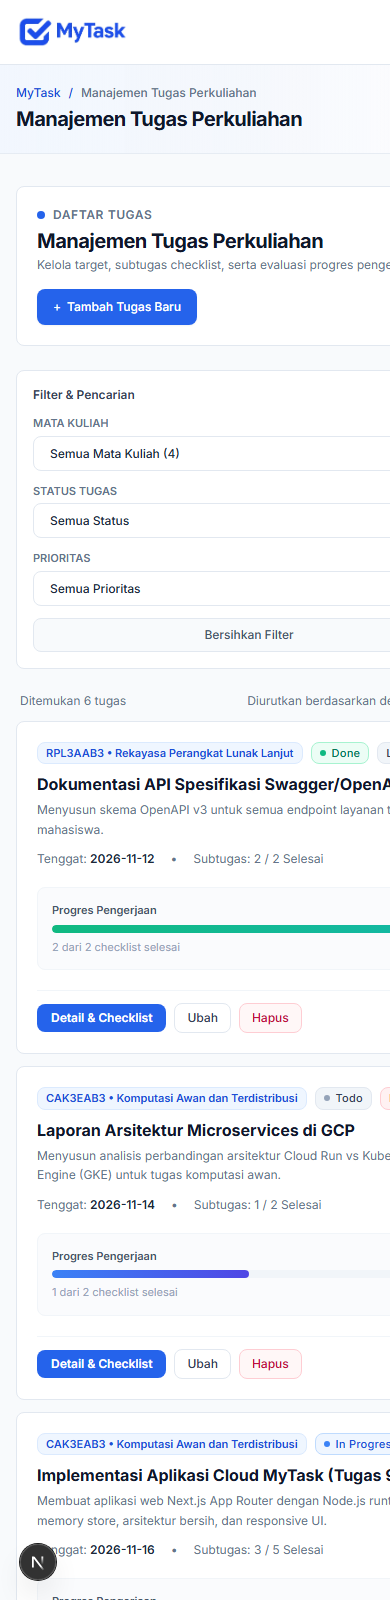 MyTask
MyTask / Manajemen Tugas Perkuliahan
Manajemen Tugas Perkuliahan
DAFTAR TUGAS
Manajemen Tugas Perkuliahan
Kelola target, subtugas checklist, serta evaluasi progres
+ Tambah Tugas Baru
Filter & Pencarian
MATA KULIAH
Semua Mata Kuliah (4)
STATUS TUGAS
Semua Status
PRIORITAS
Semua Prioritas
Bersihkan Filter
Ditemukan 6 tugas
Diurutkan berdasarkan
RPL3AAB3 • Rekayasa Perangkat Lunak Lanjut
Done
Dokumentasi API Spesifikasi Swagger/OpenA
Menyusun skema OpenAPI v3 untuk semua endpoint layanan
mahasiswa.
Tenggat: 2026-11-12 • Subtugas: 2 / 2 Selesai
Progres Pengerjaan
2 dari 2 checklist selesai
Detail & Checklist
Ubah
Hapus
CAK3EAB3 • Komputasi Awan dan Terdistribusi
Todo
Laporan Arsitektur Microservices di GCP
Menyusun analisis perbandingan arsitektur Cloud Run vs Kube
Engine (GKE) untuk tugas komputasi awan.
Tenggat: 2026-11-14 • Subtugas: 1 / 2 Selesai
Progres Pengerjaan
1 dari 2 checklist selesai
Detail & Checklist
Ubah
Hapus
CAK3EAB3 • Komputasi Awan dan Terdistribusi
In Progres
Implementasi Aplikasi Cloud MyTask (Tugas 9
Membuat aplikasi web Next.js App Router dengan Node.js
memory store, arsitektur bersih, dan responsive UI.
N
2026-11-16 • Subtugas: 3 / 5 Selesai
Progres Pengerjaan